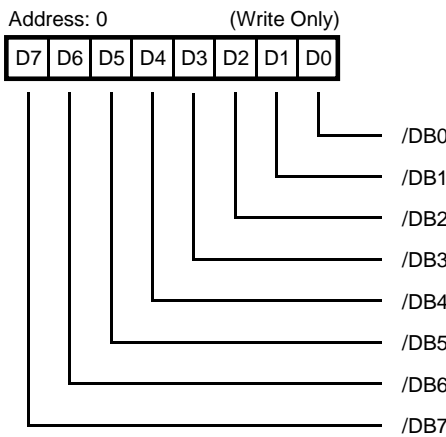 Address: 0 (Write Only)
D7 D6 D5 D4 D3 D2 D1 D0
/DB0
/DB1
/DB2
/DB3
/DB4
/DB5
/DB6
/DB7